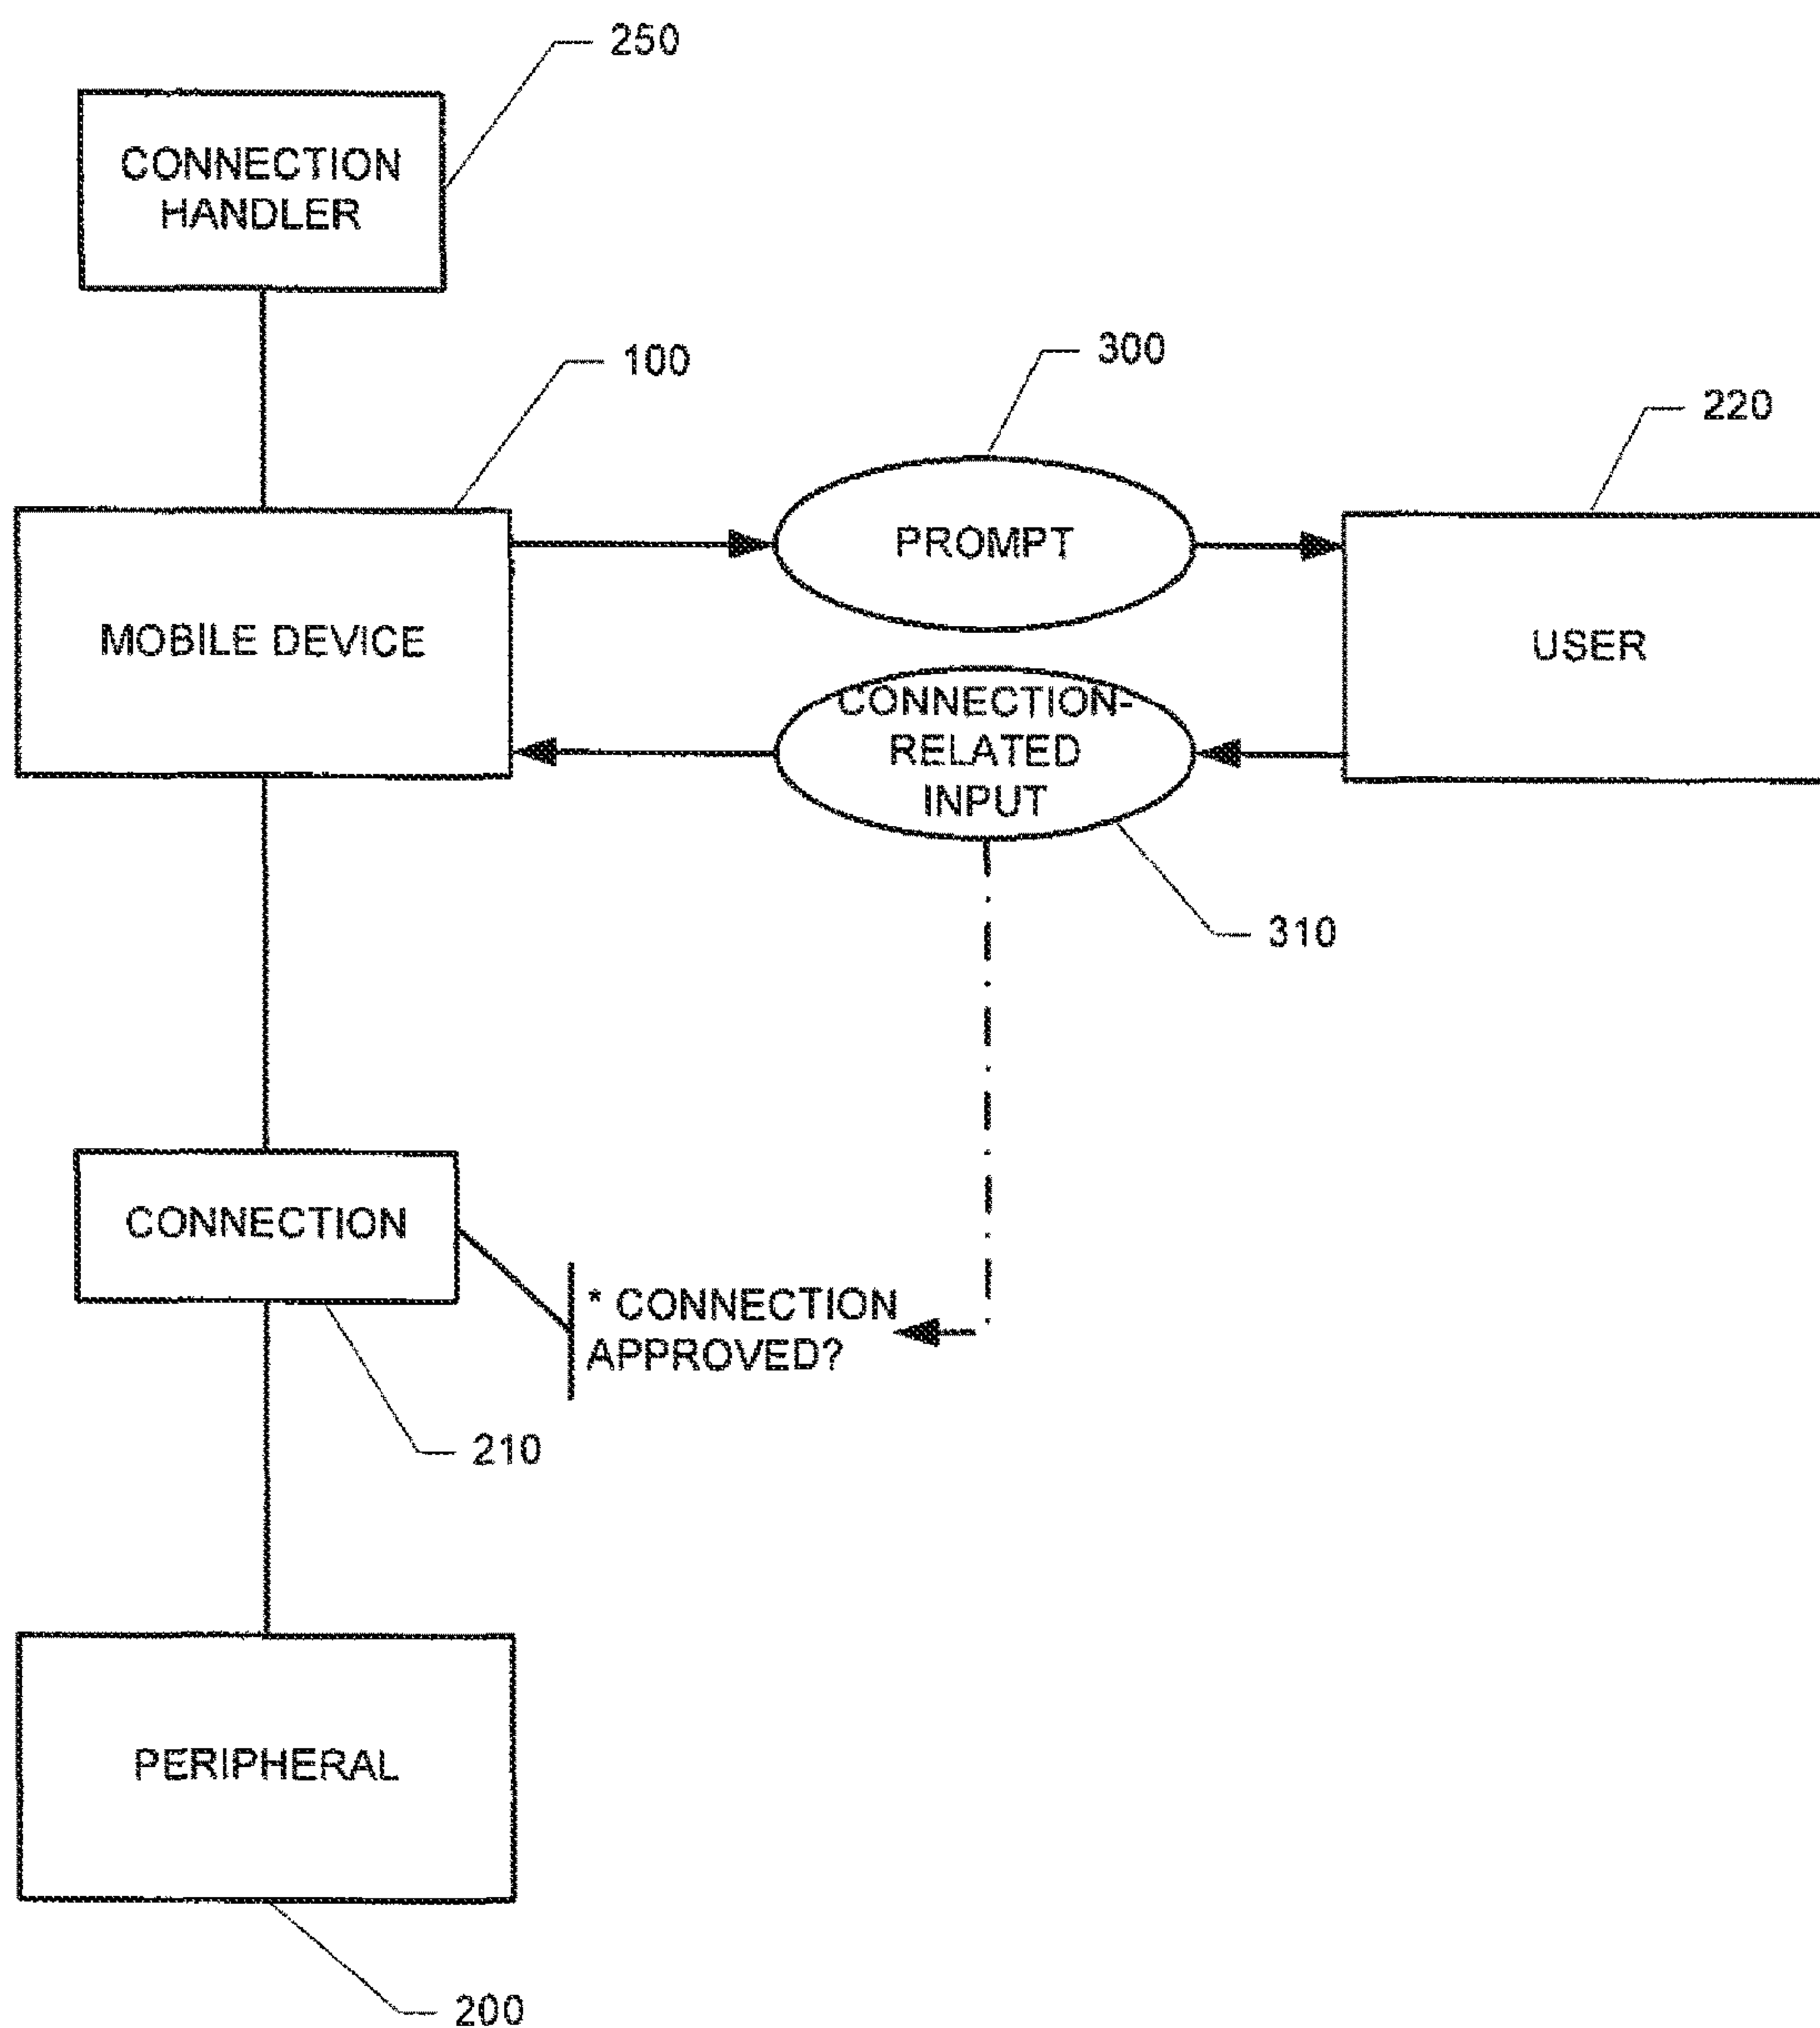 250
CONNECTION
HANDLER
100
300
220
PROMPT
MOBILE DEVICE
USER
CONNECTION-
RELATED
INPUT
310
CONNECTION
* CONNECTION
APPROVED?
210
PERIPHERAL
200